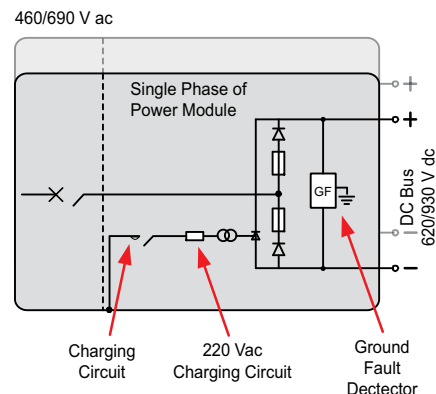 460/690 V ac
Single Phase of
Power Module
+
+
GF
DC Bus
620/930 V dc
−
−
Charging
Circuit
220 Vac
Charging Circuit
Ground
Fault
Dectector